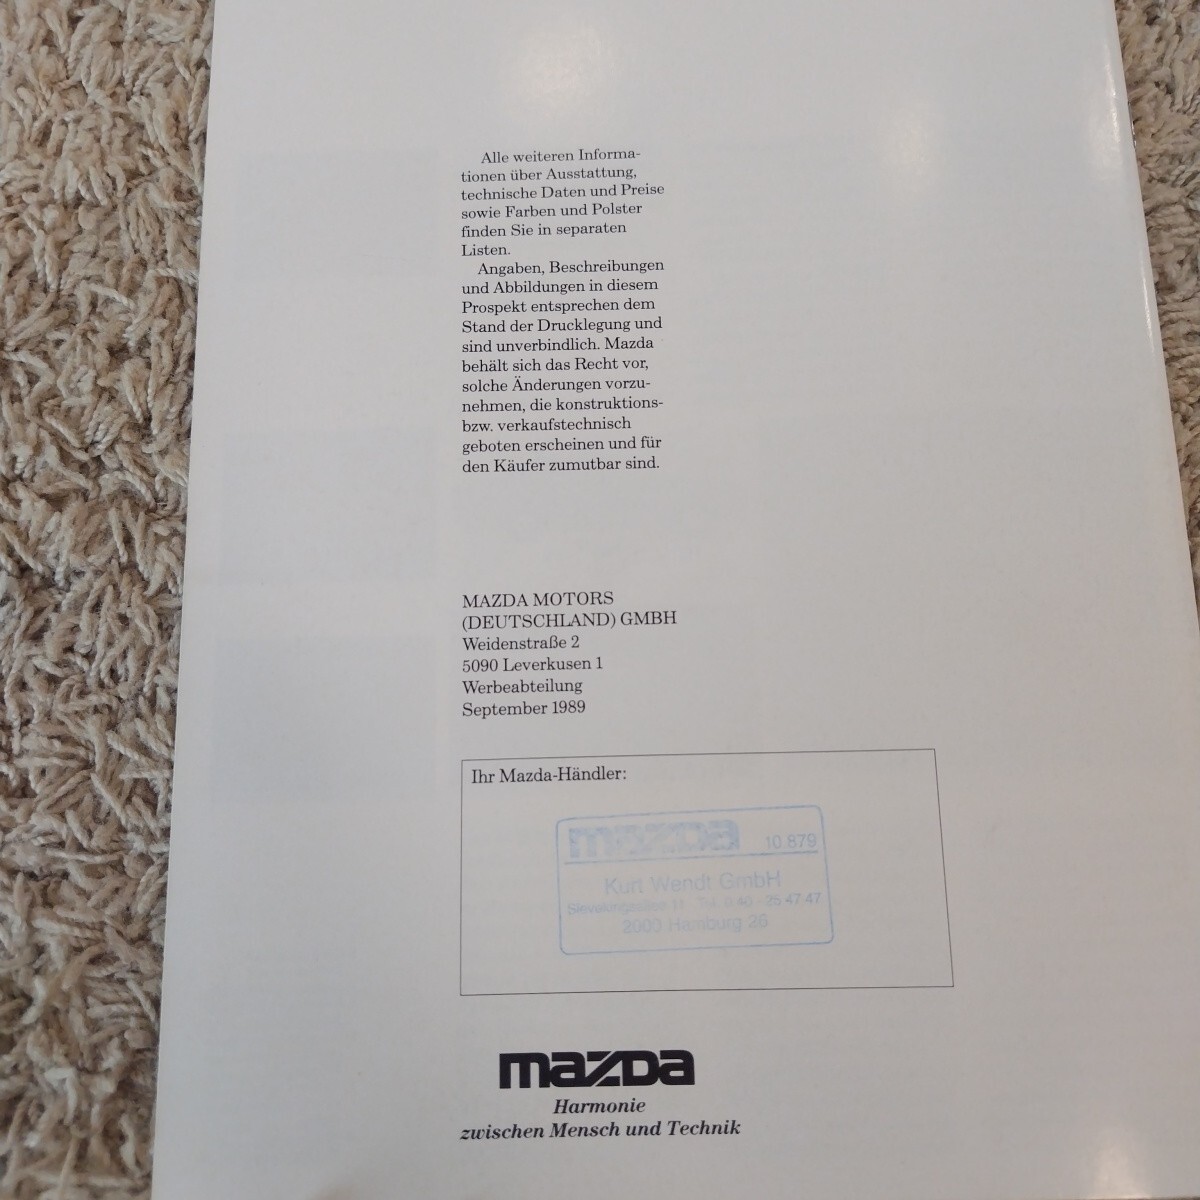 Alle weiteren Informa-
tionen über Ausstattung,
technische Daten und Preise
sowie Farben und Polster
finden Sie in separaten
Listen.
Angaben, Beschreibungen
und Abbildungen in diesem
Prospekt entsprechen dem
Stand der Drucklegung und
sind unverbindlich. Mazda
behält sich das Recht vor,
solche Änderungen vorzu-
nehmen, die konstruktions-
bzw. verkaufstechnisch
geboten erscheinen und für
den Käufer zumutbar sind.
MAZDA MOTORS
(DEUTSCHLAND) GMBH
Weidenstraße 2
5090 Leverkusen 1
Werbeabteilung
September 1989
Ihr Mazda-Händler:
mazda 10.879
Kurt Wendt GmbH
25 47 47
2000 Hamburg 26
mazda
Harmonie
zwischen Mensch und Technik